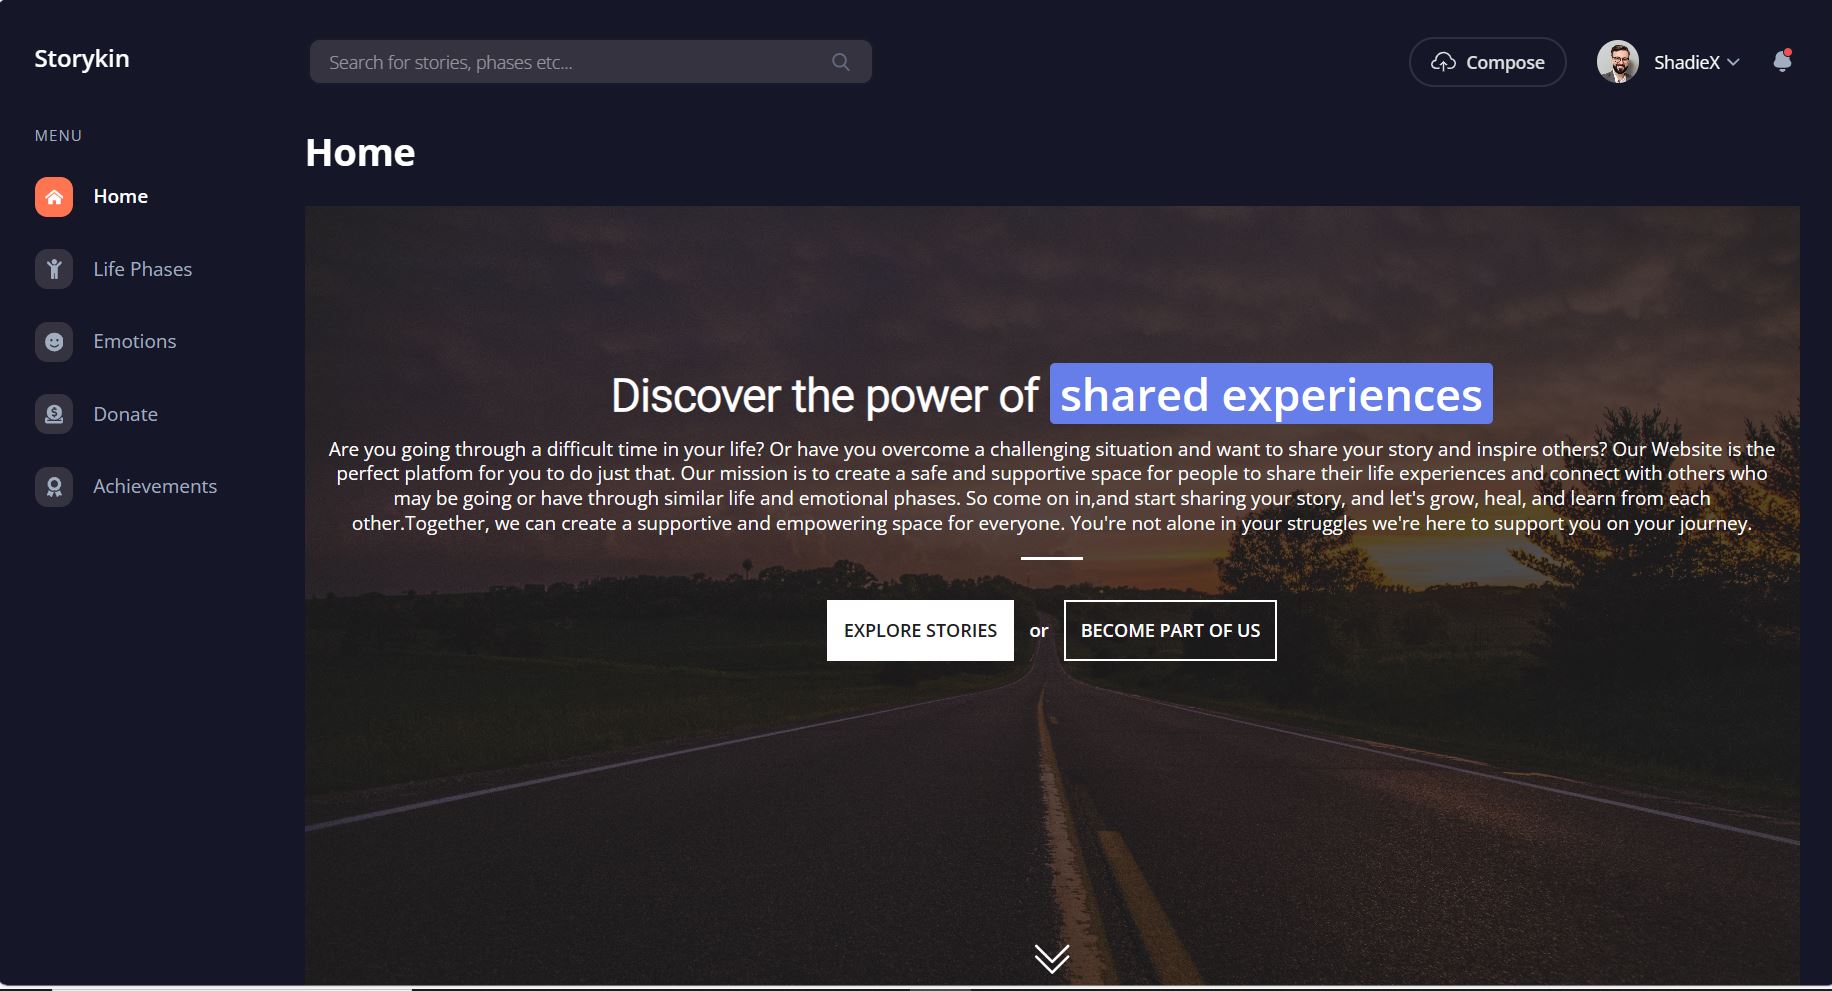 Storykin
Search for stories, phases etc...
Compose
ShadieX
MENU
Home
Home
Life Phases
Emotions
Donate
Achievements
Discover the power of shared experiences
Are you going through a difficult time in your life? Or have you overcome a challenging situation and want to share your story and inspire others? Our Website is the
perfect platfom for you to do just that. Our mission is to create a safe and supportive space for people to share their life experiences and connect with others who
may be going or have through similar life and emotional phases. So come on in,and start sharing your story, and let's grow, heal, and learn from each
other.Together, we can create a supportive and empowering space for everyone. You're not alone in your struggles we're here to support you on your journey.
EXPLORE STORIES or BECOME PART OF US